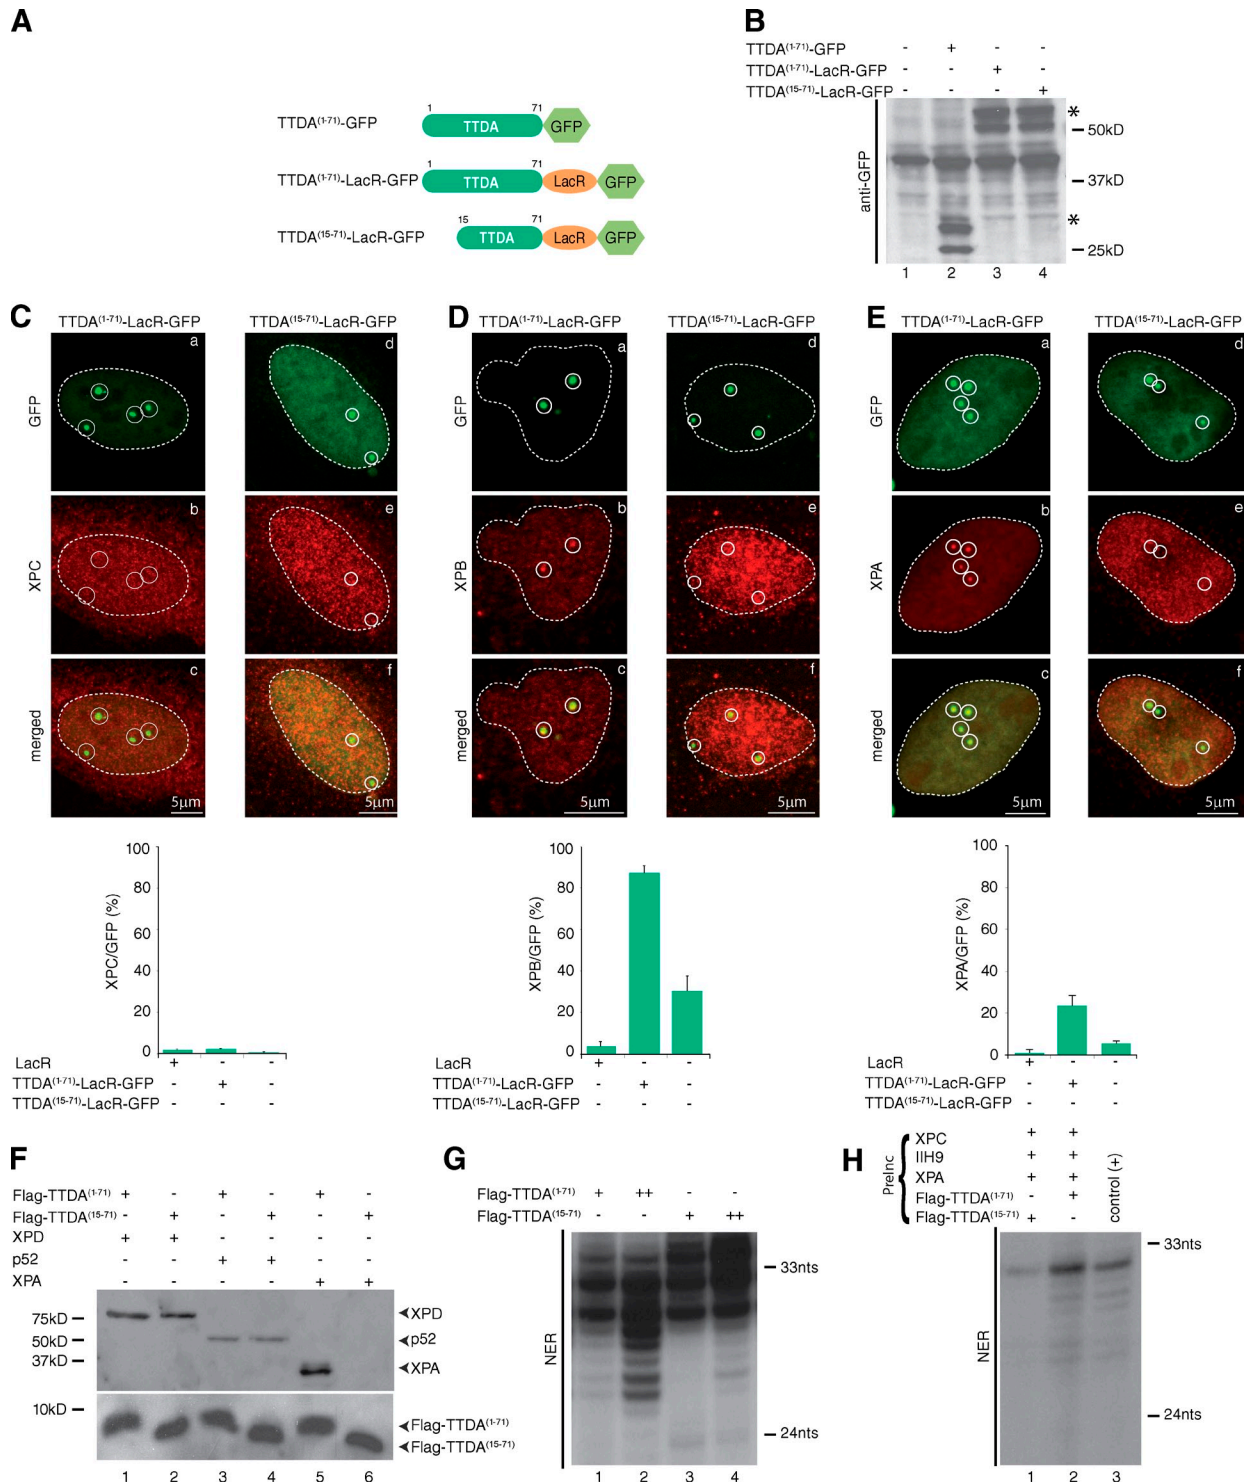 A
1 71
TTDA(1-71)-GFP TTDA GFP
1 71
TTDA(1-71)-LacR-GFP TTDA LacR GFP
15 71
TTDA(15-71)-LacR-GFP TTDA LacR GFP
B
TTDA(1-71)-GFP - + - -
TTDA(1-71)-LacR-GFP - - + -
TTDA(15-71)-LacR-GFP - - - +
anti-GFP
*
50kD
37kD
*
25kD
1 2 3 4
C
TTDA(1-71)-LacR-GFP TTDA(15-71)-LacR-GFP
GFP a d
XPC b e
merged c f
5µm 5µm
XPC/GFP (%)
100
80
60
40
20
0
LacR + - -
TTDA(1-71)-LacR-GFP - + -
TTDA(15-71)-LacR-GFP - - -
D
TTDA(1-71)-LacR-GFP TTDA(15-71)-LacR-GFP
GFP a d
XPB b e
merged c f
5µm 5µm
XPB/GFP (%)
100
80
60
40
20
0
LacR + - -
TTDA(1-71)-LacR-GFP - + -
TTDA(15-71)-LacR-GFP - - -
E
TTDA(1-71)-LacR-GFP TTDA(15-71)-LacR-GFP
GFP a d
XPA b e
merged c f
5µm 5µm
XPA/GFP (%)
100
80
60
40
20
0
LacR + - -
TTDA(1-71)-LacR-GFP - + -
TTDA(15-71)-LacR-GFP - - -
F
Flag-TTDA(1-71) + - + - + -
Flag-TTDA(15-71) - + - + - +
XPD + + - - - -
p52 - - + + - -
XPA - - - - + +
75kD XPD
50kD p52
37kD XPA
10kD
Flag-TTDA(1-71)
Flag-TTDA(15-71)
1 2 3 4 5 6
G
Flag-TTDA(1-71) + ++ - -
Flag-TTDA(15-71) - - + ++
NER
33nts
24nts
1 2 3 4
H
PreInc
XPC + +
IIH9 + +
XPA + +
Flag-TTDA(1-71) - +
Flag-TTDA(15-71) + -
control (+)
NER
33nts
24nts
1 2 3